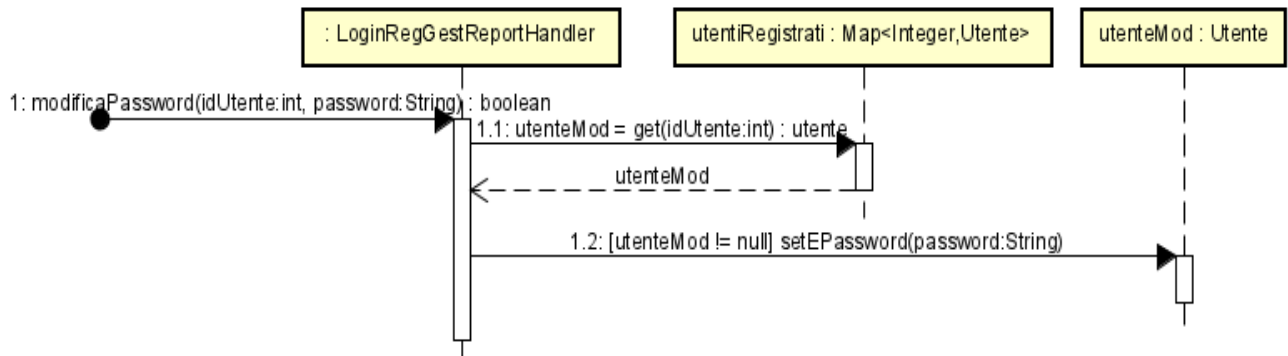 : LoginRegGestReportHandler
utentiRegistrati : Map<Integer,Utente>
utenteMod : Utente
1: modificaPassword(idUtente:int, password:String) : boolean
1.1: utenteMod = get(idUtente:int) : utente
utenteMod
1.2: [utenteMod != null] setEPassword(password:String)